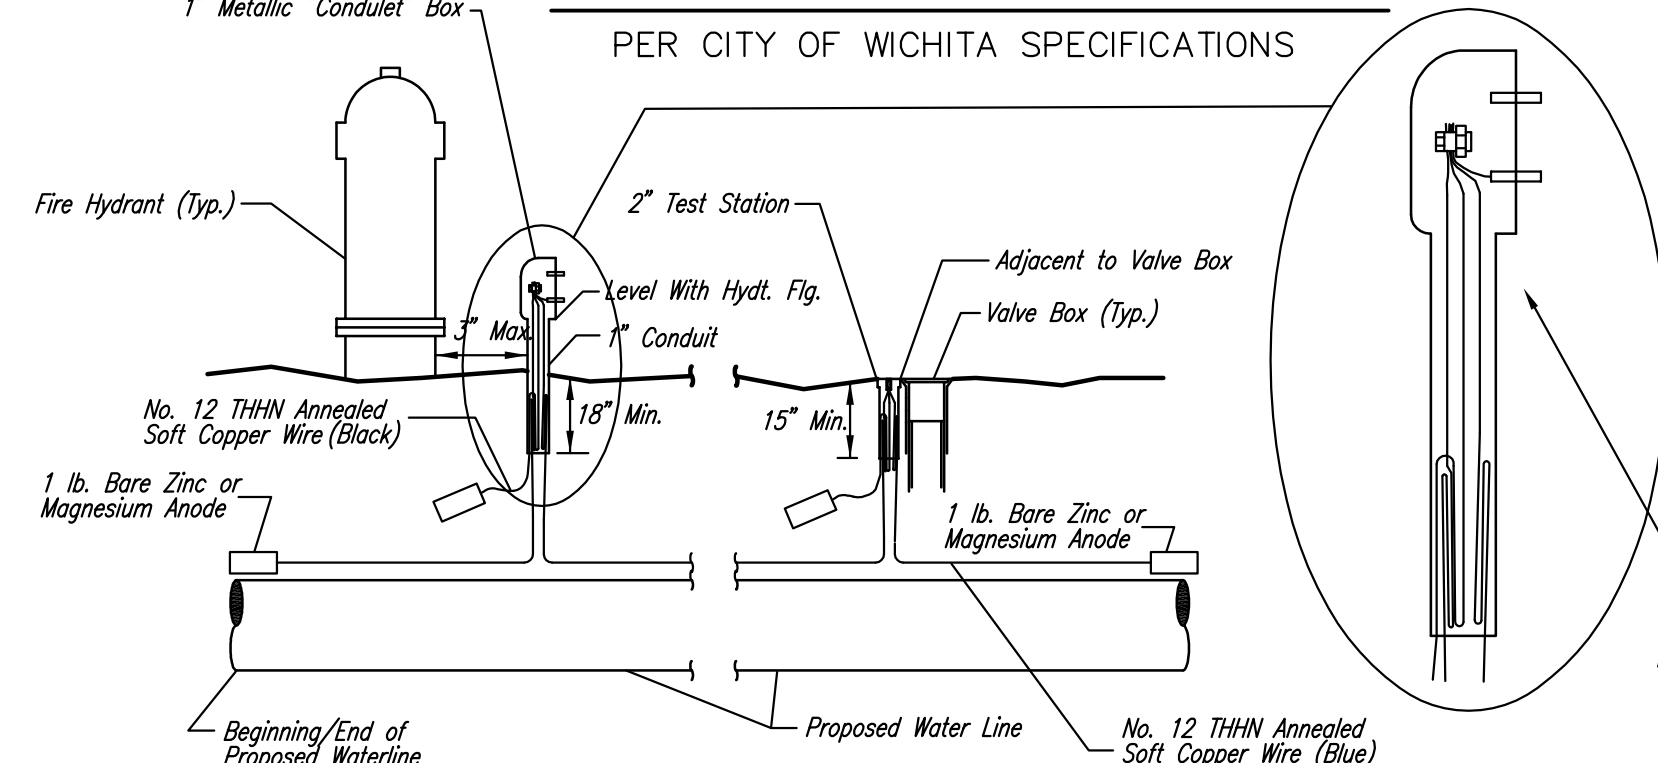 1" Metallic Condulet Box
PER CITY OF WICHITA SPECIFICATIONS
Fire Hydrant (Typ.)
2" Test Station
Adjacent to Valve Box
Level With Hydt. Flg.
Valve Box (Typ.)
3" Max.
1" Conduit
No. 12 THHN Annealed
Soft Copper Wire (Black)
18" Min.
15" Min.
1 lb. Bare Zinc or
Magnesium Anode
1 lb. Bare Zinc or
Magnesium Anode
Beginning/End of
Proposed Waterline
Proposed Water Line
No. 12 THHN Annealed
Soft Copper Wire (Blue)